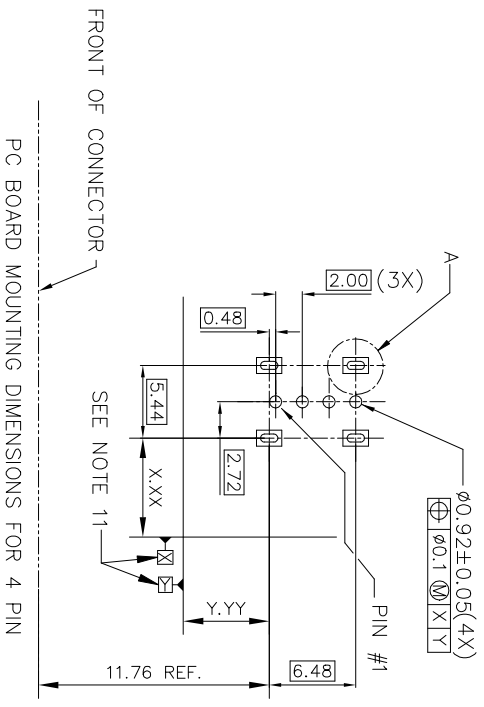 FRONT OF CONNECTOR
PC BOARD MOUNTING DIMENSIONS FOR 4 PIN
A
2.00 (3X)
0.48
5.44
2.72
X.XX
SEE NOTE 11
X
Y
Y.YY
11.76 REF.
6.48
PIN #1
ø0.92±0.05(4X)
⌖ ø0.1 Ⓜ X Y